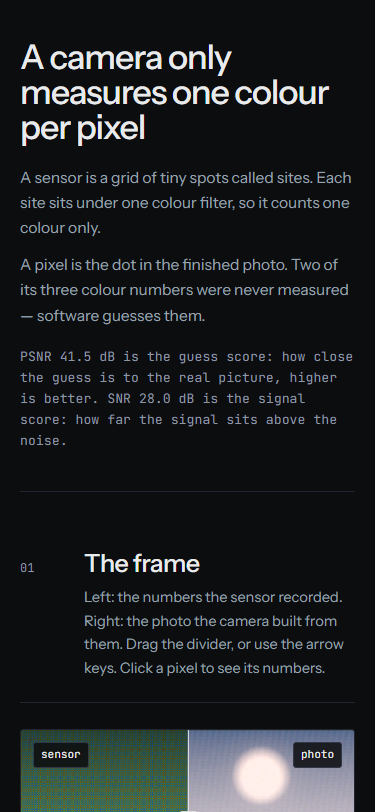 A camera only
measures one colour
per pixel
A sensor is a grid of tiny spots called sites. Each
site sits under one colour filter, so it counts one
colour only.
A pixel is the dot in the finished photo. Two of
its three colour numbers were never measured
— software guesses them.
PSNR 41.5 dB is the guess score: how close
the guess is to the real picture, higher
is better. SNR 28.0 dB is the signal
score: how far the signal sits above the
noise.
01
The frame
Left: the numbers the sensor recorded.
Right: the photo the camera built from
them. Drag the divider, or use the arrow
keys. Click a pixel to see its numbers.
sensor
photo